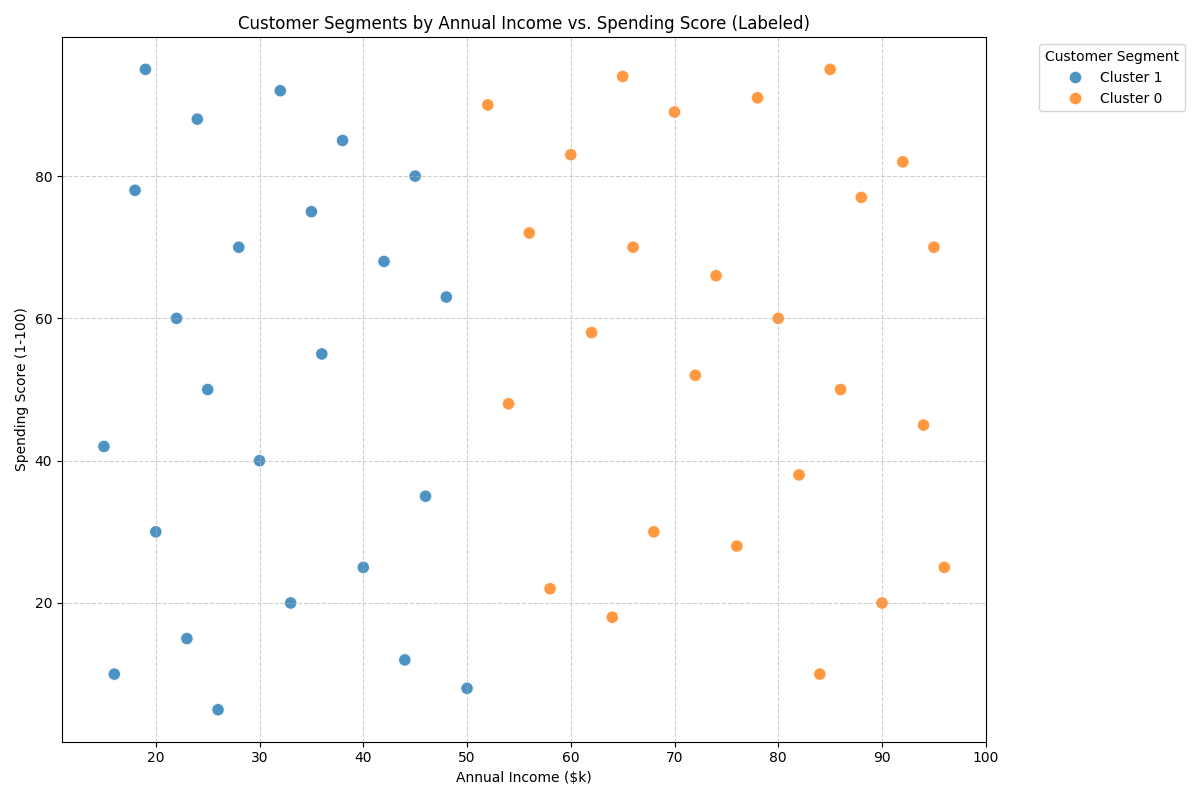 Customer Segments by Annual Income vs. Spending Score (Labeled)
Customer Segment
Cluster 1
Cluster 0
Spending Score (1-100)
80
60
40
20
20 30 40 50 60 70 80 90 100
Annual Income ($k)